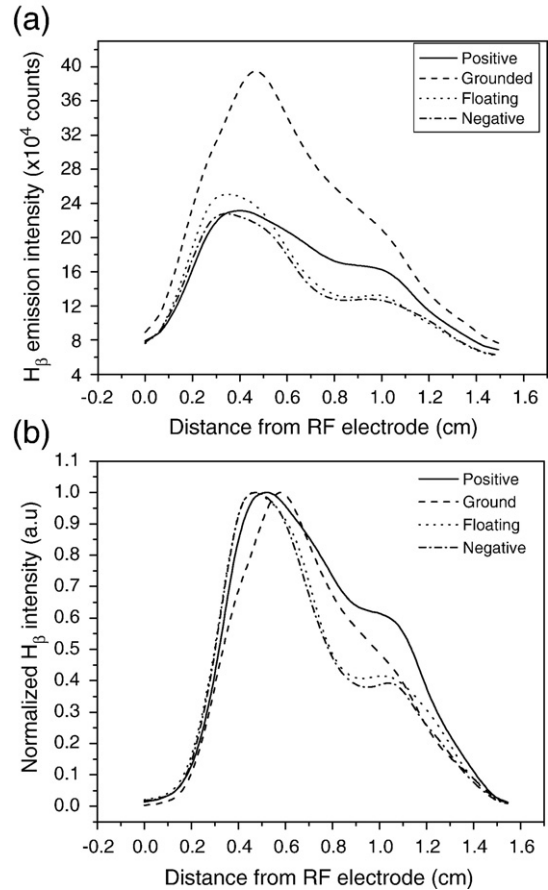 (a)
40
36
32
28
24
20
16
12
8
4
Hβ emission intensity (x10⁴ counts)
Positive
Grounded
Floating
Negative
-0.2 0.0 0.2 0.4 0.6 0.8 1.0 1.2 1.4 1.6
Distance from RF electrode (cm)
(b)
1.1
1.0
0.9
0.8
0.7
0.6
0.5
0.4
0.3
0.2
0.1
0.0
Normalized Hβ intensity (a.u)
Positive
Ground
Floating
Negative
-0.2 0.0 0.2 0.4 0.6 0.8 1.0 1.2 1.4 1.6
Distance from RF electrode (cm)